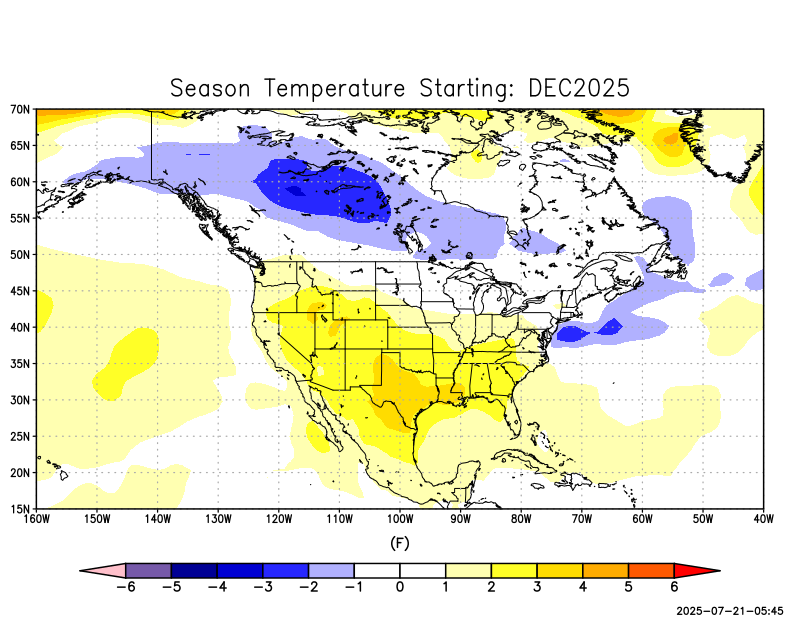 Season Temperature Starting: DEC2025
70N
65N
60N
55N
50N
45N
40N
35N
30N
25N
20N
15N
160W 150W 140W 130W 120W 110W 100W 90W 80W 70W 60W 50W 40W
(F)
−6 −5 −4 −3 −2 −1 0 1 2 3 4 5 6
2025-07-21-05:45